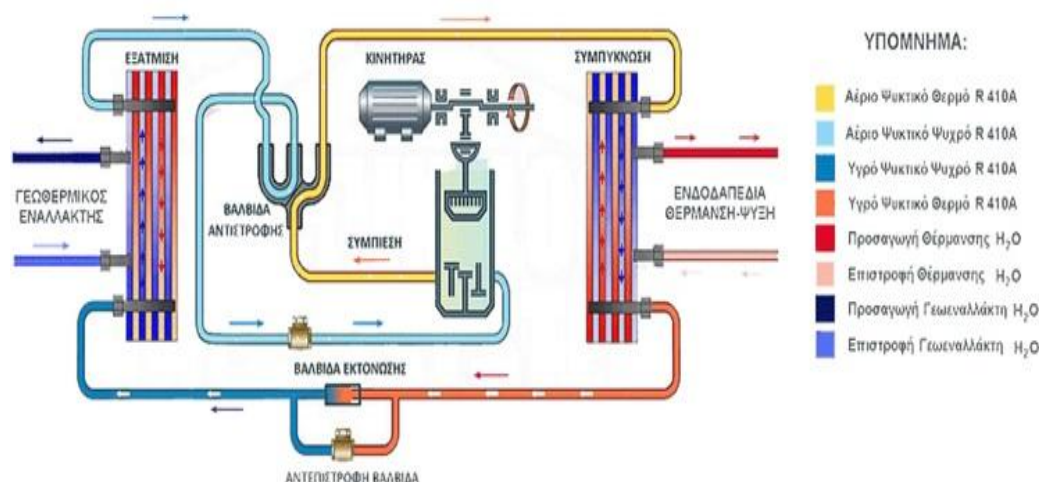 ΕΞΑΤΜΙΣΗ
ΚΙΝΗΤΗΡΑΣ
ΣΥΜΠΥΚΝΩΣΗ
ΓΕΩΘΕΡΜΙΚΟΣ
ΕΝΑΛΛΑΚΤΗΣ
ΒΑΛΒΙΔΑ
ΑΝΤΙΣΤΡΟΦΗΣ
ΣΥΜΠΙΕΣΗ
ΕΝΔΟΔΑΠΕΔΙΑ
ΘΕΡΜΑΝΣΗ-ΨΥΞΗ
ΒΑΛΒΙΔΑ ΕΚΤΟΝΩΣΗΣ
ΑΝΤΕΠΙΣΤΡΟΦΗ ΒΑΛΒΙΔΑ
ΥΠΟΜΝΗΜΑ:
Αέριο Ψυκτικό Θερμό R 410A
Αέριο Ψυκτικό Ψυχρό R 410A
Υγρό Ψυκτικό Ψυχρό R 410A
Υγρό Ψυκτικό Θερμό R 410A
Προσαγωγή Θέρμανσης H₂O
Επιστροφή Θέρμανσης H₂O
Προσαγωγή Γεωεναλλάκτη H₂O
Επιστροφή Γεωεναλλάκτη H₂O